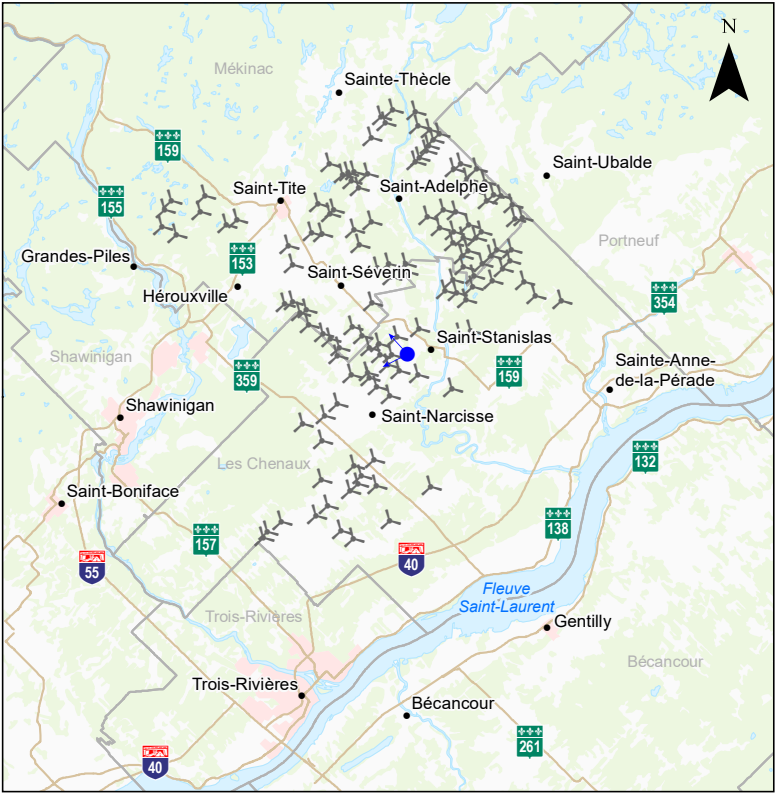 N
Mékinac
Sainte-Thècle
159
Saint-Ubalde
Saint-Tite
Saint-Adelphe
155
Portneuf
Grandes-Piles
153
Saint-Séverin
Hérouxville
354
Saint-Stanislas
Shawinigan
359
159
Sainte-Anne-
de-la-Pérade
Shawinigan
Saint-Narcisse
132
Les Chenaux
Saint-Boniface
138
157
55
40
Fleuve
Saint-Laurent
Trois-Rivières
Gentilly
Bécancour
Trois-Rivières
Bécancour
261
40